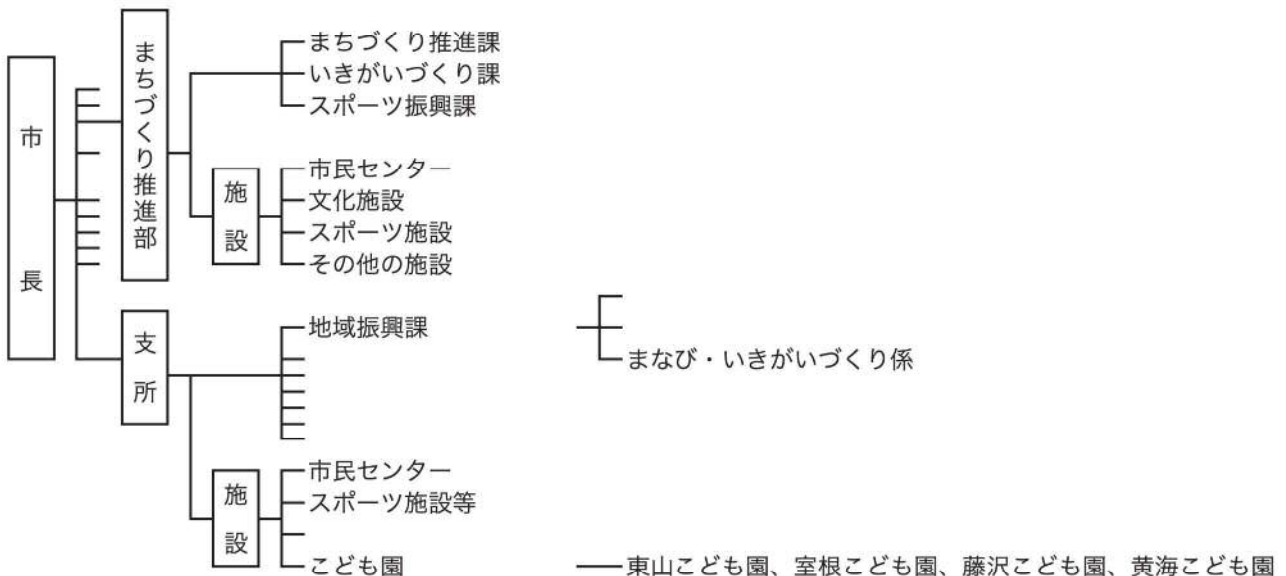 市長
まちづくり推進部
まちづくり推進課
いきがいづくり課
スポーツ振興課
施設
市民センター
文化施設
スポーツ施設
その他の施設
支所
地域振興課
まなび・いきがいづくり係
施設
市民センター
スポーツ施設等
こども園
東山こども園、室根こども園、藤沢こども園、黄海こども園